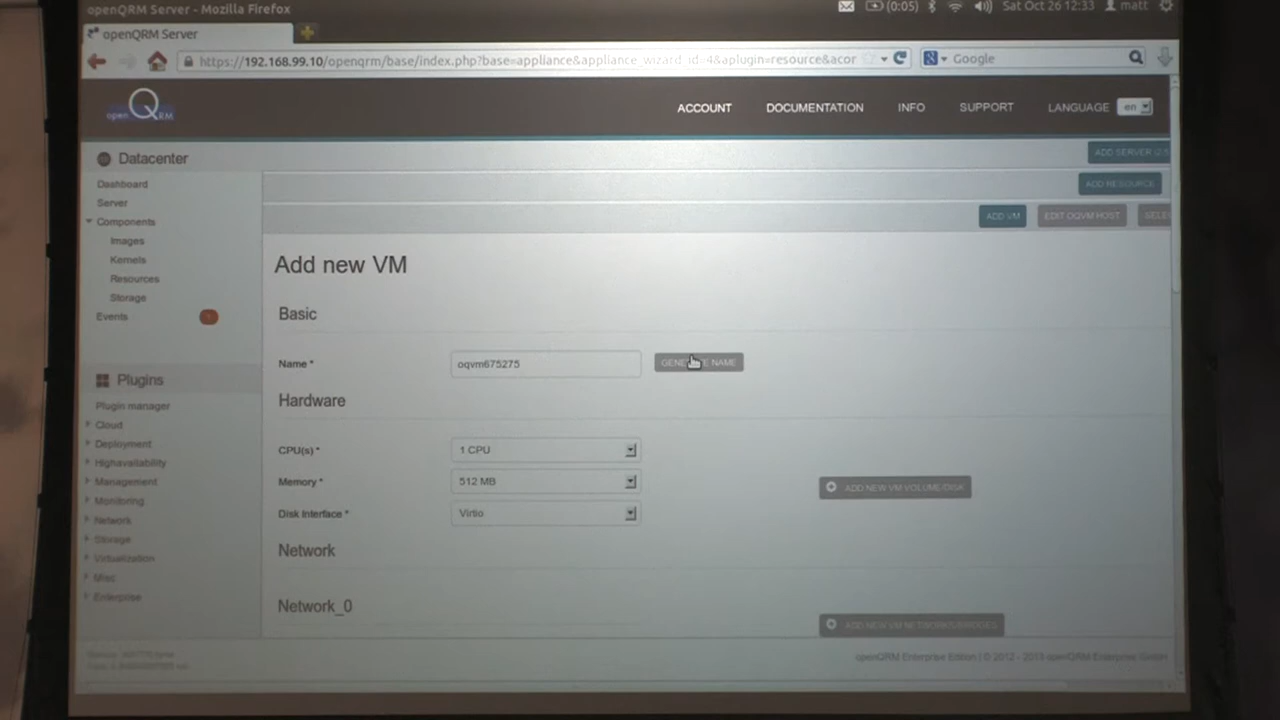 openQRM Server - Mozilla Firefox
(0:05) Sat Oct 26 12:33 matt
openQRM Server
https://192.168.99.10/openqrm/base/index.php?base=appliance&appliance_wizard_id=4&aplugin=resource&acor
Google
openQRM
ACCOUNT DOCUMENTATION INFO SUPPORT LANGUAGE en
Datacenter
ADD SERVER
Dashboard
ADD RESOURCE
Server
Components
ADD VM EDIT OQVM HOST
Images
Kernels
Resources
Storage
Events
Add new VM
Basic
Name * oqvm675275 NAME
Hardware
CPU(s) * 1 CPU
Memory * 512 MB
ADD NEW VM VOLUME/DISK
Disk Interface * Virtio
Network
Network_0
ADD NEW VM
Plugins
Plugin manager
Cloud
Deployment
Highavailability
Management
Monitoring
Network
Storage
Virtualization
Misc
Enterprise
openQRM Enterprise Edition | © 2012 - 2013 openQRM Enterprise GmbH